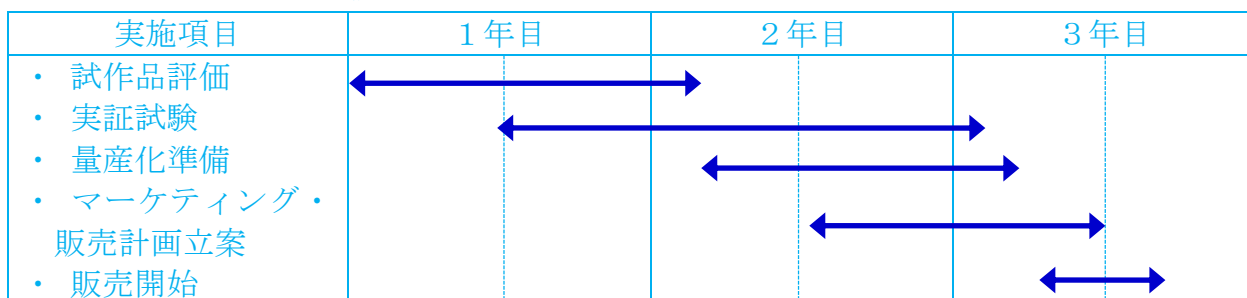 実施項目 １年目 ２年目 ３年目
・ 試作品評価
・ 実証試験
・ 量産化準備
・ マーケティング・
販売計画立案
・ 販売開始